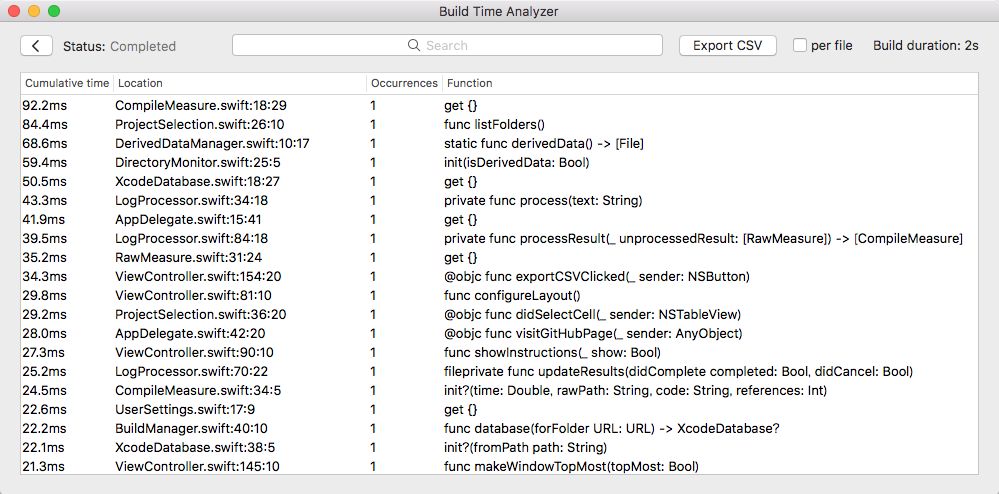 Build Time Analyzer
Status: Completed Search Export CSV per file Build duration: 2s
Cumulative time Location Occurrences Function
92.2ms CompileMeasure.swift:18:29 1 get {}
84.4ms ProjectSelection.swift:26:10 1 func listFolders()
68.6ms DerivedDataManager.swift:10:17 1 static func derivedData() -> [File]
59.4ms DirectoryMonitor.swift:25:5 1 init(isDerivedData: Bool)
50.5ms XcodeDatabase.swift:18:27 1 get {}
43.3ms LogProcessor.swift:34:18 1 private func process(text: String)
41.9ms AppDelegate.swift:15:41 1 get {}
39.5ms LogProcessor.swift:84:18 1 private func processResult(_ unprocessedResult: [RawMeasure]) -> [CompileMeasure]
35.2ms RawMeasure.swift:31:24 1 get {}
34.3ms ViewController.swift:154:20 1 @objc func exportCSVClicked(_ sender: NSButton)
29.8ms ViewController.swift:81:10 1 func configureLayout()
29.2ms ProjectSelection.swift:36:20 1 @objc func didSelectCell(_ sender: NSTableView)
28.0ms AppDelegate.swift:42:20 1 @objc func visitGitHubPage(_ sender: AnyObject)
27.3ms ViewController.swift:90:10 1 func showInstructions(_ show: Bool)
25.2ms LogProcessor.swift:70:22 1 fileprivate func updateResults(didComplete completed: Bool, didCancel: Bool)
24.5ms CompileMeasure.swift:34:5 1 init?(time: Double, rawPath: String, code: String, references: Int)
22.6ms UserSettings.swift:17:9 1 get {}
22.2ms BuildManager.swift:40:10 1 func database(forFolder URL: URL) -> XcodeDatabase?
22.1ms XcodeDatabase.swift:38:5 1 init?(fromPath path: String)
21.3ms ViewController.swift:145:10 1 func makeWindowTopMost(topMost: Bool)